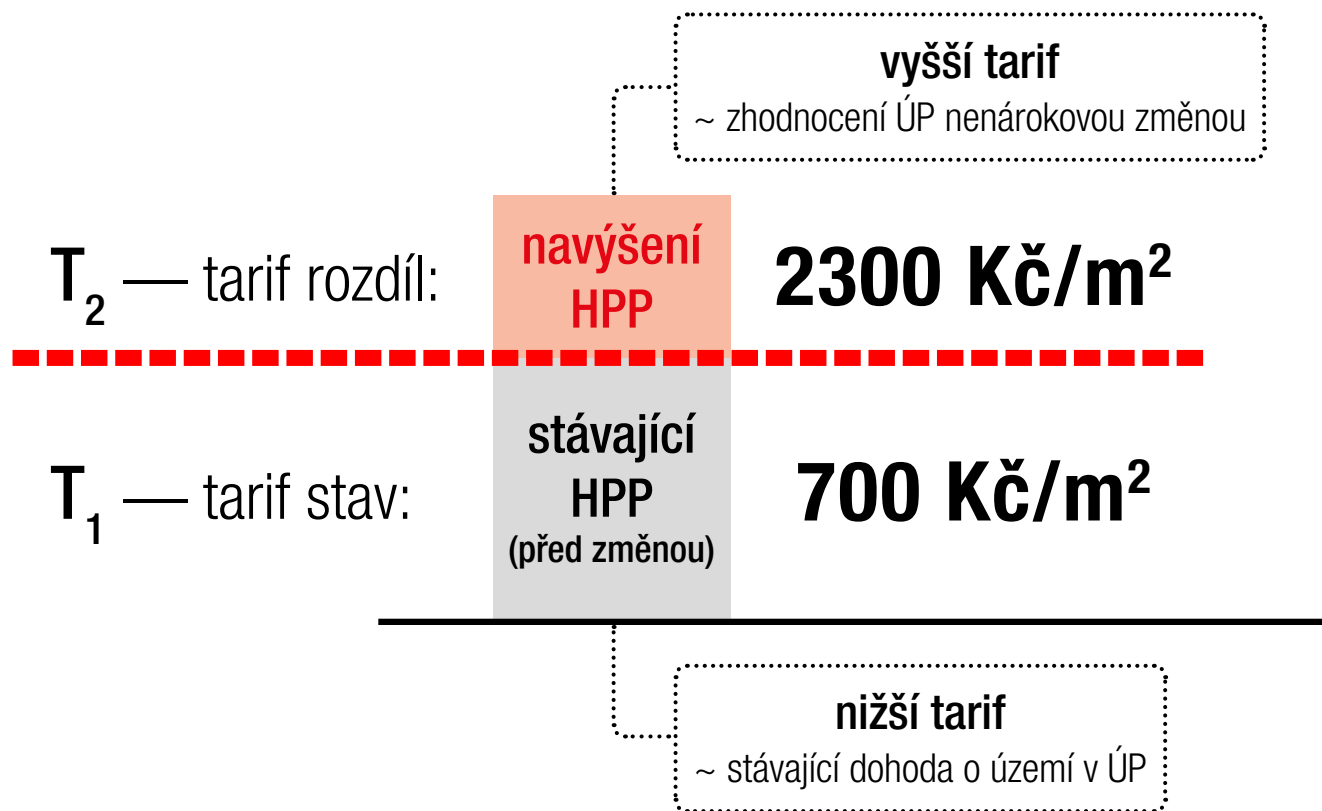 vyšší tarif
~ zhodnocení ÚP nenárokovou změnou
T₂ — tarif rozdíl:
navýšení
HPP
2300 Kč/m²
T₁ — tarif stav:
stávající
HPP
(před změnou)
700 Kč/m²
nižší tarif
~ stávající dohoda o území v ÚP